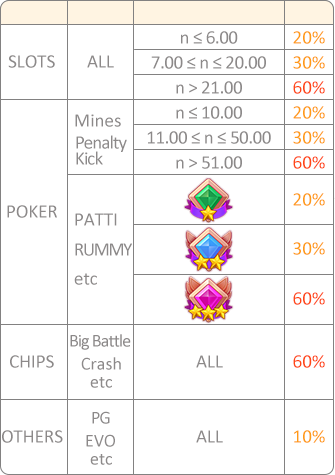 n ≤ 6.00 20%
SLOTS ALL 7.00 ≤ n ≤ 20.00 30%
n > 21.00 60%
n ≤ 10.00 20%
Mines
Penalty
Kick
11.00 ≤ n ≤ 50.00 30%
n > 51.00 60%
POKER
PATTI
RUMMY
etc
20%
30%
60%
CHIPS
Big Battle
Crash
etc
ALL 60%
OTHERS
PG
EVO
etc
ALL 10%